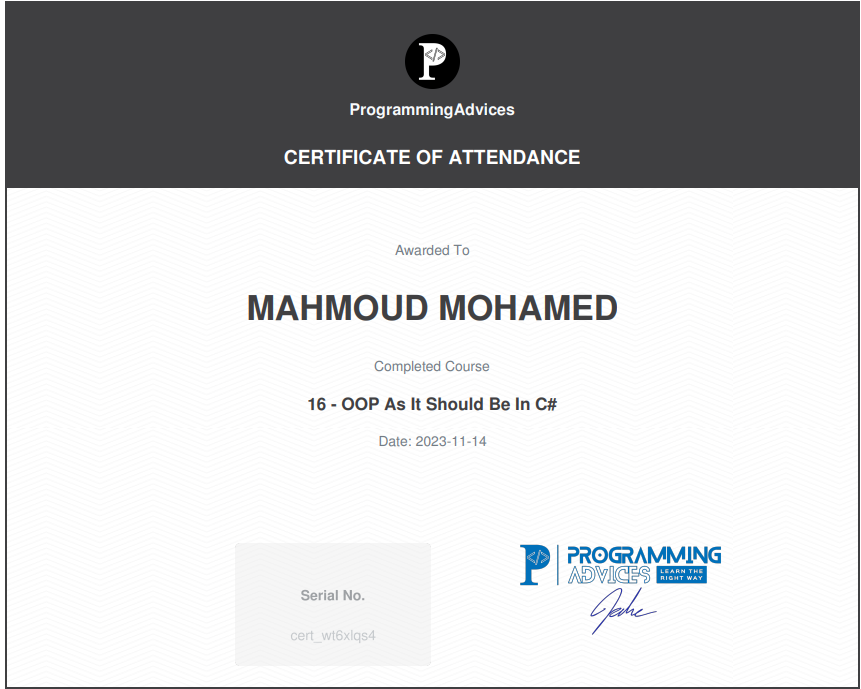 P
ProgrammingAdvices
CERTIFICATE OF ATTENDANCE
Awarded To
MAHMOUD MOHAMED
Completed Course
16 - OOP As It Should Be In C#
Date: 2023-11-14
Serial No.
cert_wt6xlqs4
P
PROGRAMMING
ADVICES
LEARN THE
RIGHT WAY